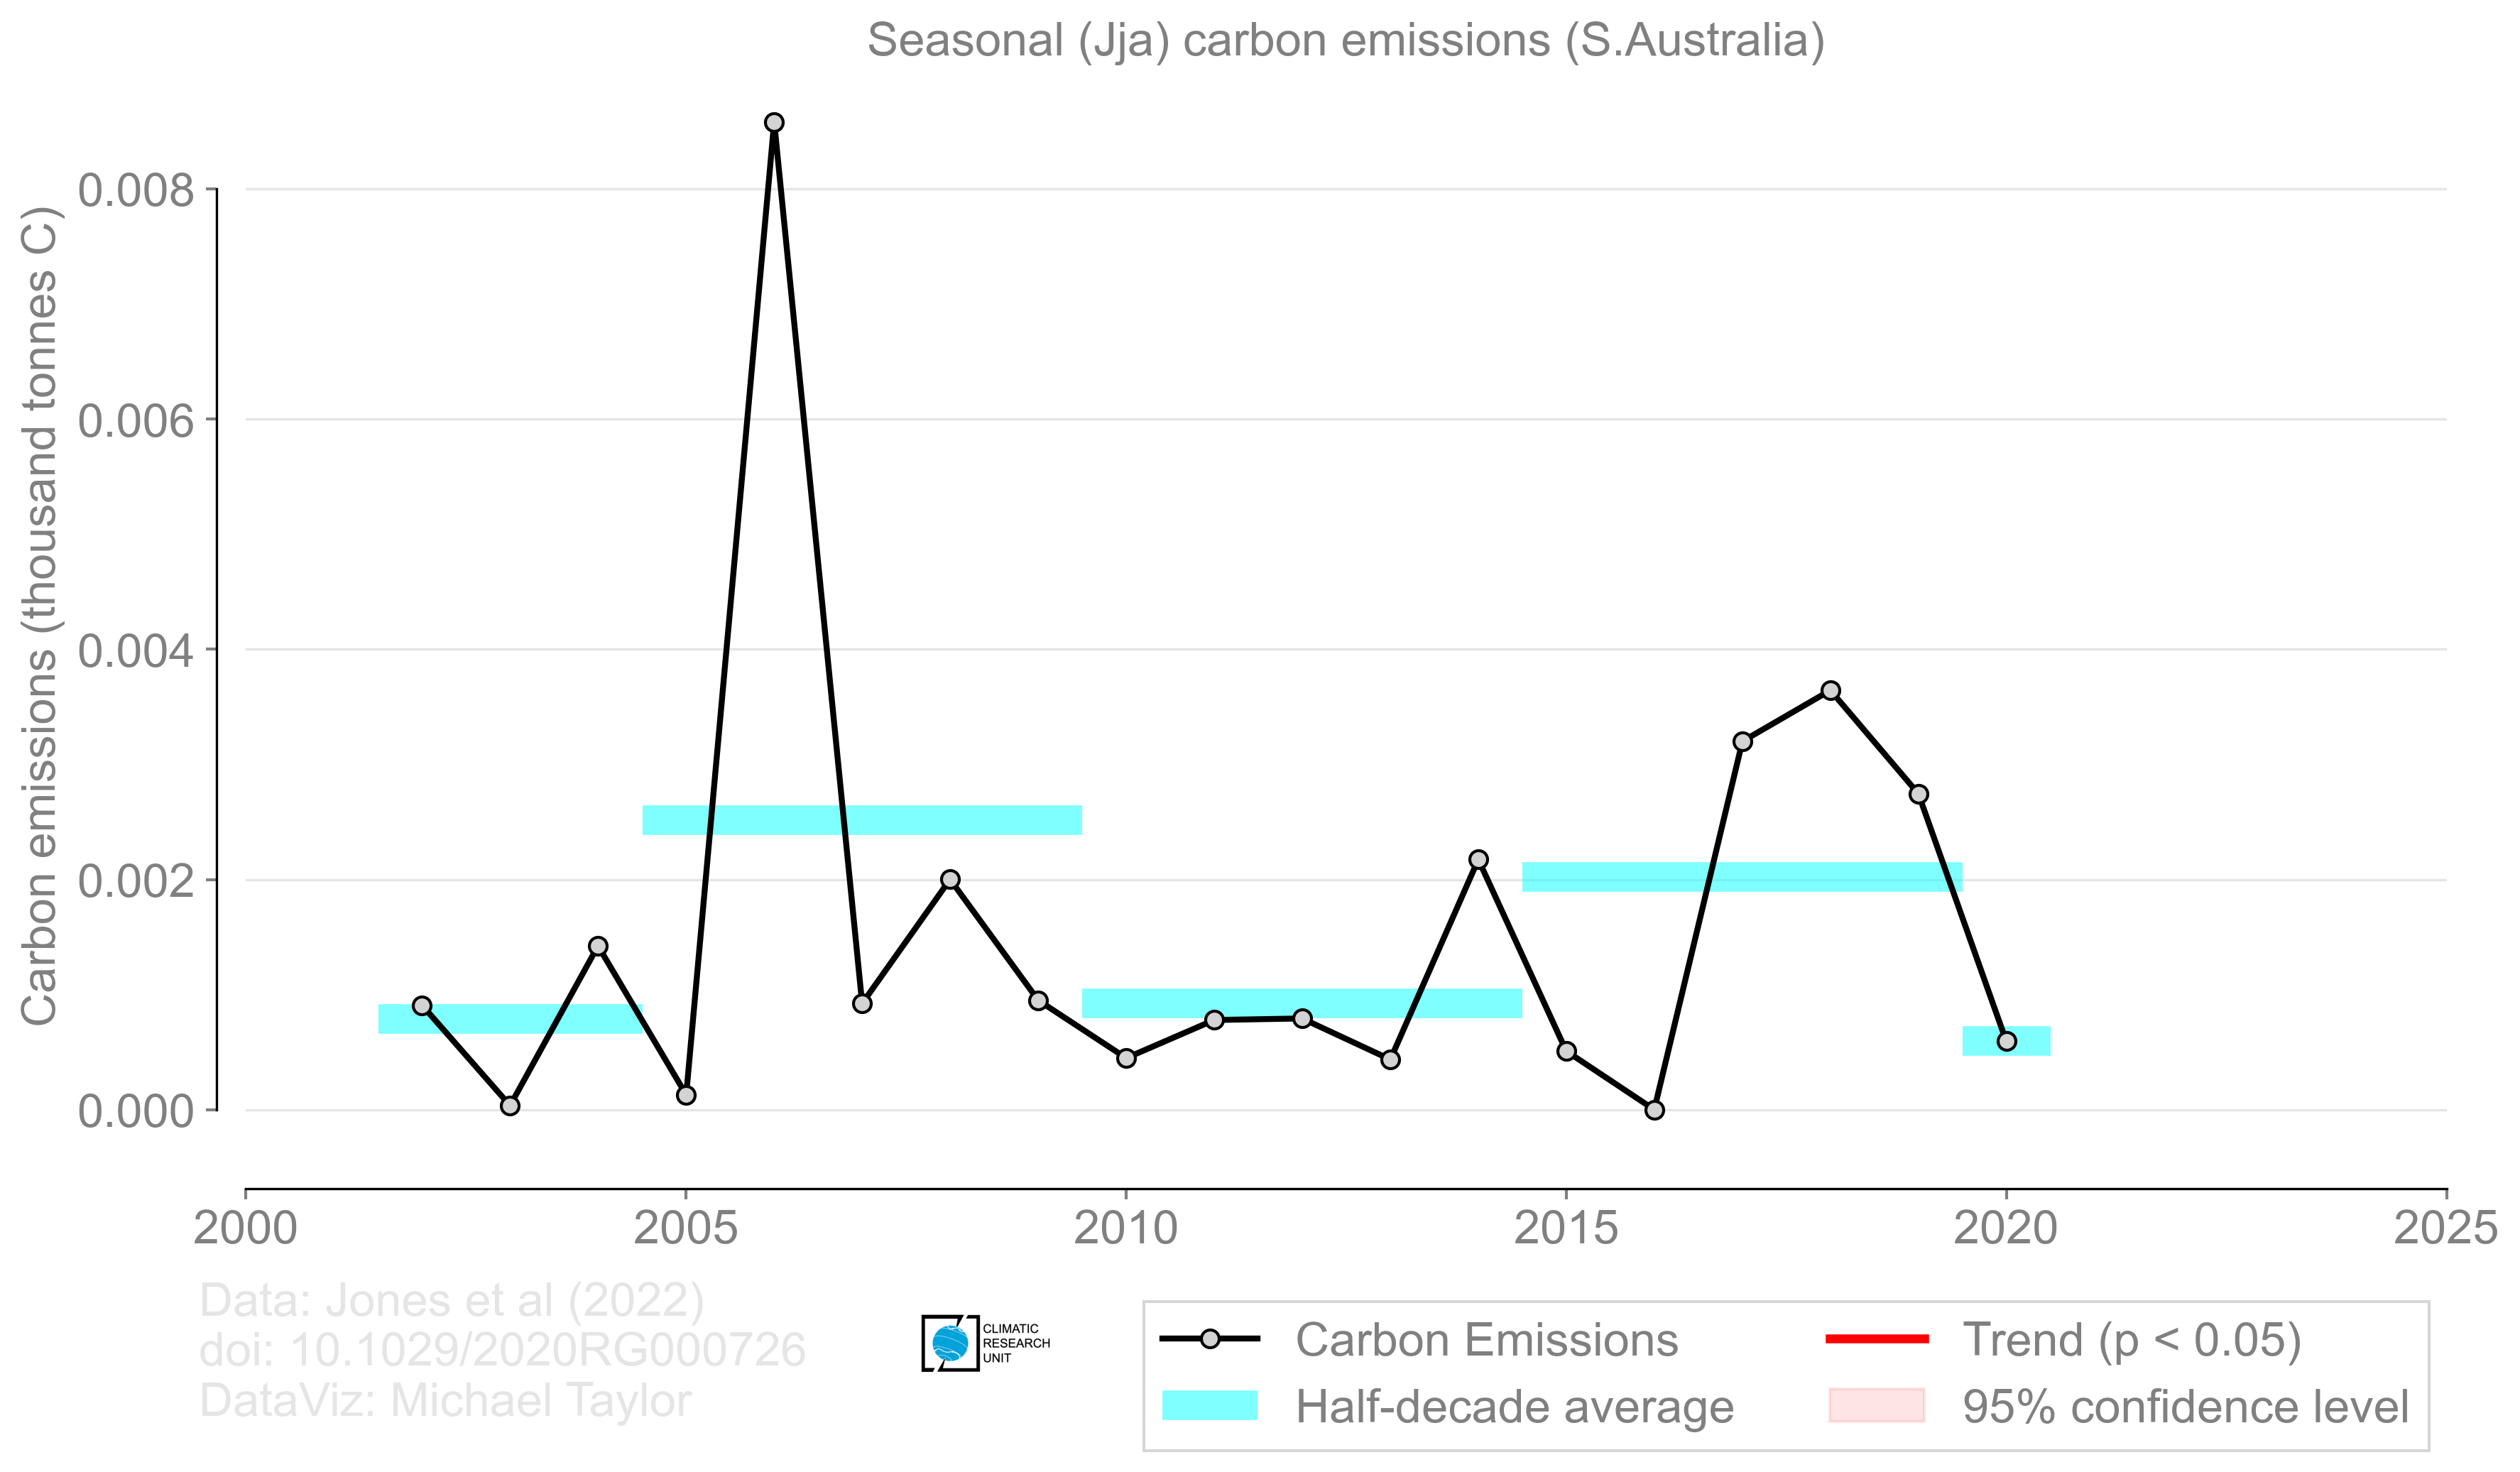 Seasonal (Jja) carbon emissions (S.Australia)
Carbon emissions (thousand tonnes C)
0.008
0.006
0.004
0.002
0.000
2000 2005 2010 2015 2020 2025
Data: Jones et al (2022)
doi: 10.1029/2020RG000726
DataViz: Michael Taylor
CLIMATIC
RESEARCH
UNIT
Carbon Emissions
Half-decade average
Trend (p < 0.05)
95% confidence level